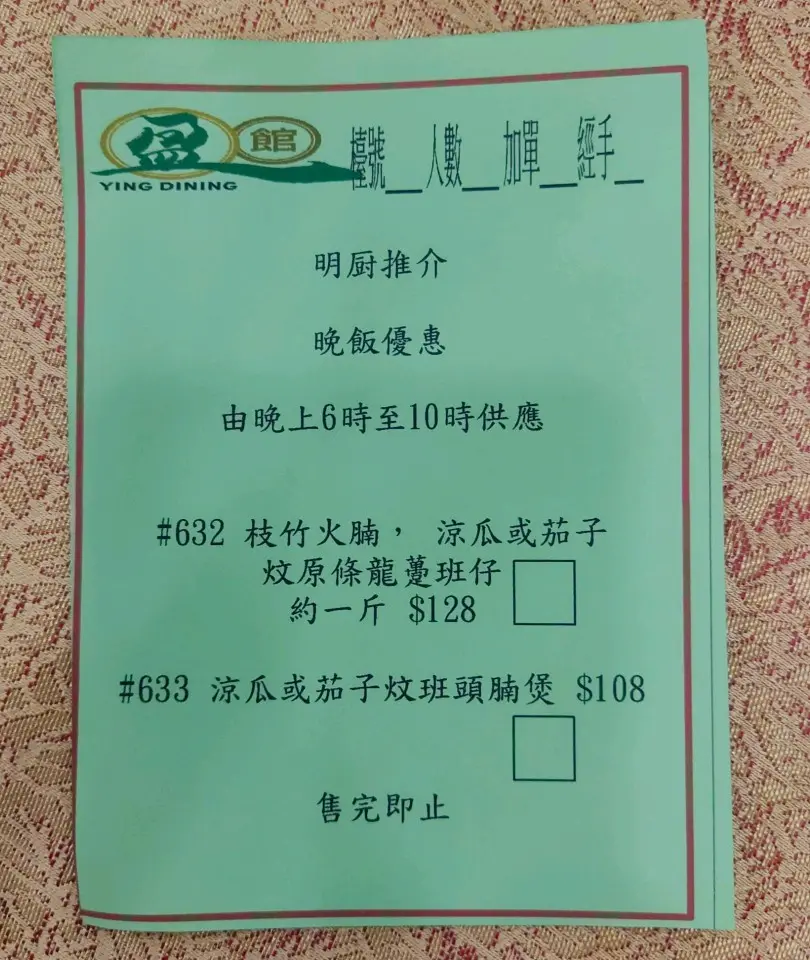 盈館
YING DINING
檯號__人數__加單__經手__
明厨推介
晚飯優惠
由晚上6時至10時供應
#632 枝竹火腩， 涼瓜或茄子
炆原條龍躉班仔
約一斤 $128
#633 涼瓜或茄子炆班頭腩煲 $108
售完即止